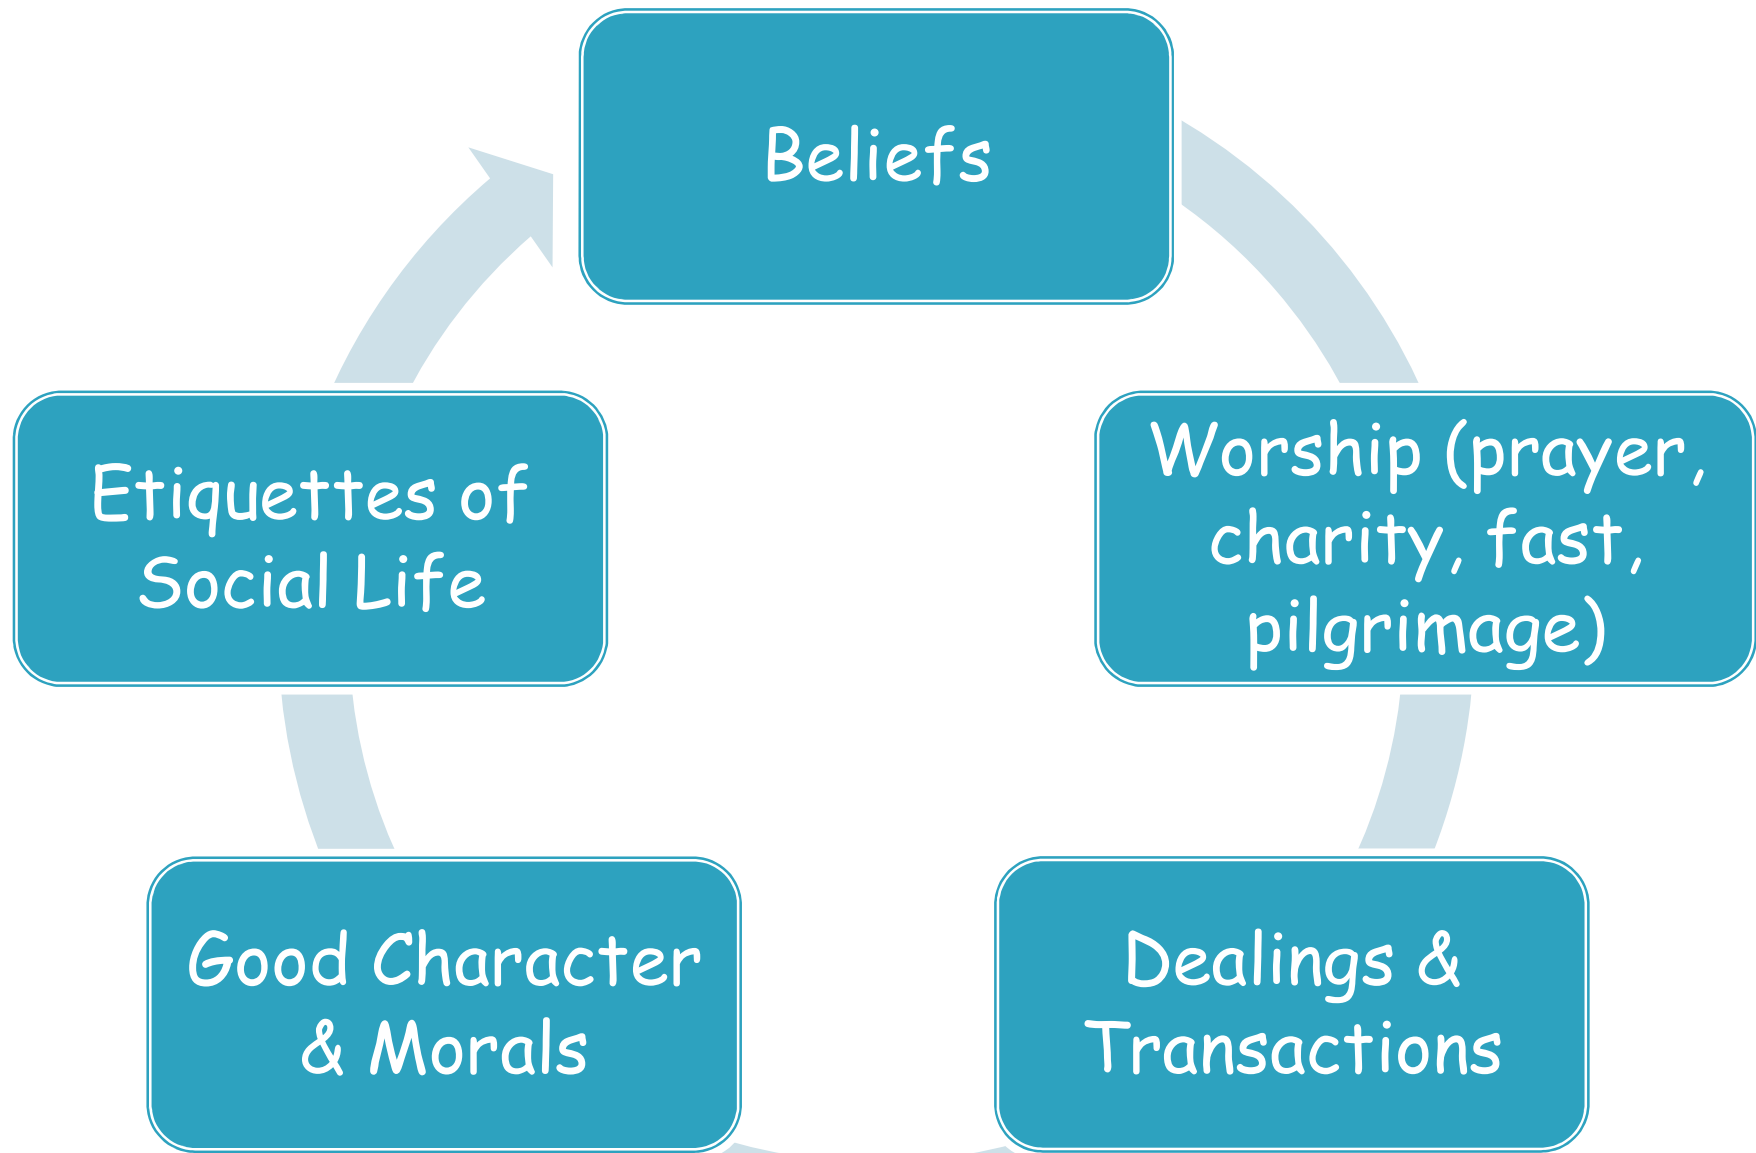 Beliefs
Worship (prayer,
charity, fast,
pilgrimage)
Dealings &
Transactions
Good Character
& Morals
Etiquettes of
Social Life